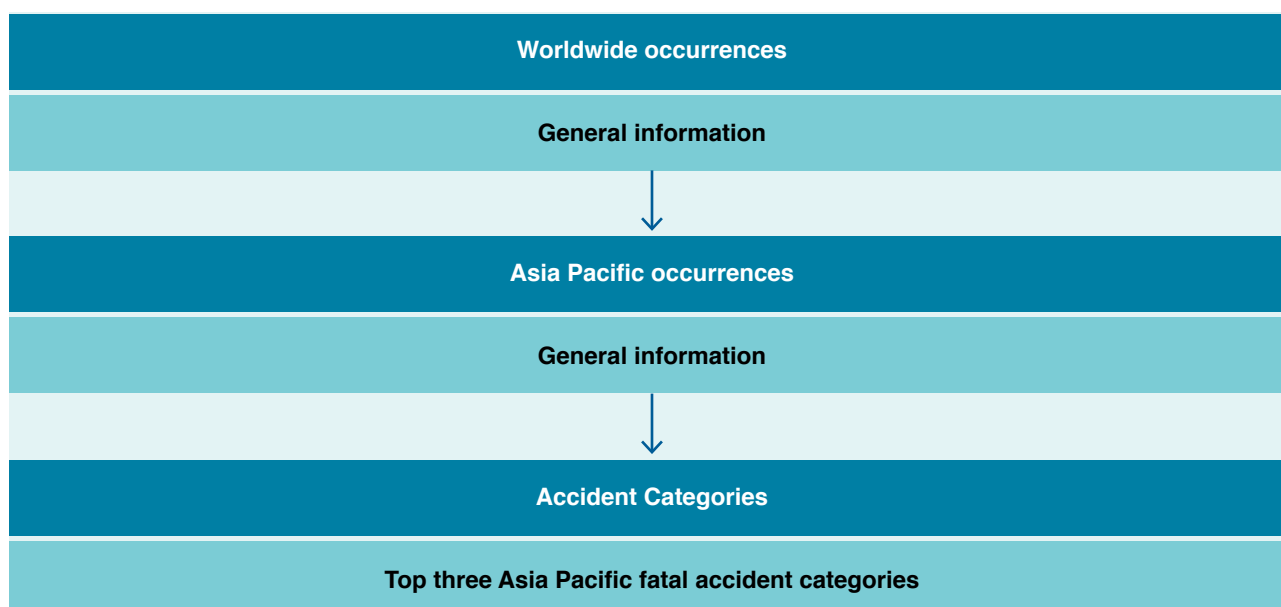 Worldwide occurrences
General information
Asia Pacific occurrences
General information
Accident Categories
Top three Asia Pacific fatal accident categories